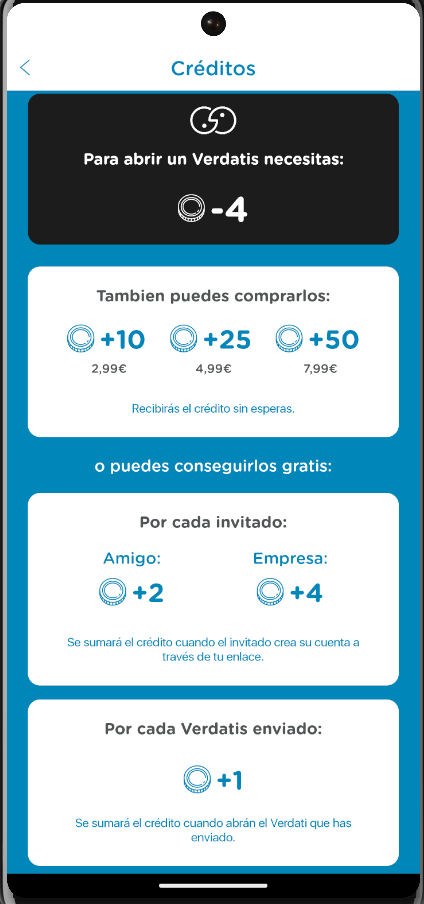 Créditos
Para abrir un Verdatis necesitas:
-4
Tambien puedes comprarlos:
+10 +25 +50
2,99€ 4,99€ 7,99€
Recibirás el crédito sin esperas.
o puedes conseguirlos gratis:
Por cada invitado:
Amigo: Empresa:
+2 +4
Se sumará el crédito cuando el invitado crea su cuenta a
través de tu enlace.
Por cada Verdatis enviado:
+1
Se sumará el crédito cuando abrán el Verdati que has
enviado.